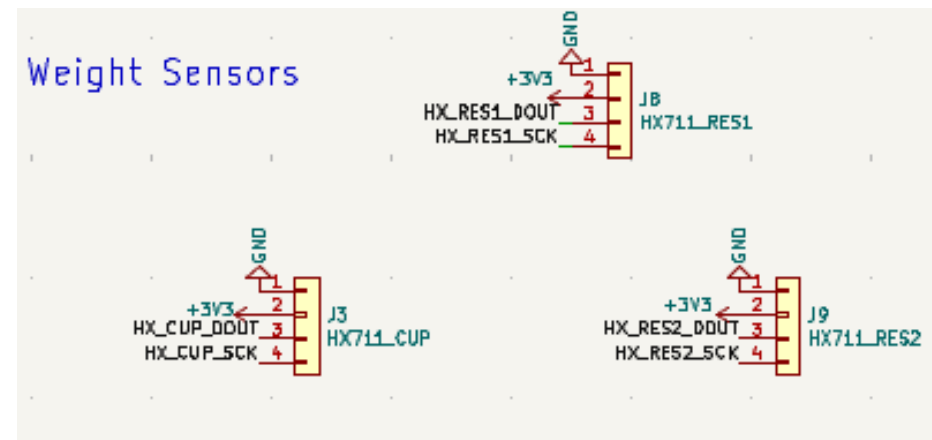 Weight Sensors
GND
+3V3
1
2
HX_RES1_DOUT 3
HX_RES1_SCK 4
J8
HX711_RES1
GND
+3V3
1
2
HX_CUP_DOUT 3
HX_CUP_SCK 4
J3
HX711_CUP
GND
+3V3
1
2
HX_RES2_DOUT 3
HX_RES2_SCK 4
J9
HX711_RES2